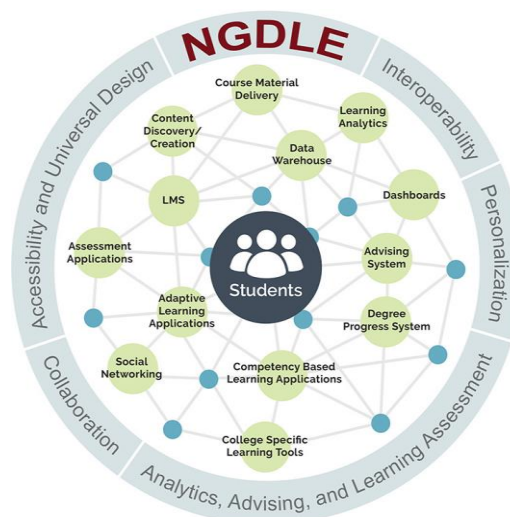 NGDLE
Accessibility and Universal Design
Interoperability
Personalization
Collaboration
Analytics, Advising, and Learning Assessment
Course Material
Delivery
Content
Discovery/
Creation
Learning
Analytics
Data
Warehouse
LMS
Dashboards
Assessment
Applications
Advising
System
Students
Adaptive
Learning
Applications
Degree
Progress System
Social
Networking
Competency Based
Learning Applications
College Specific
Learning Tools